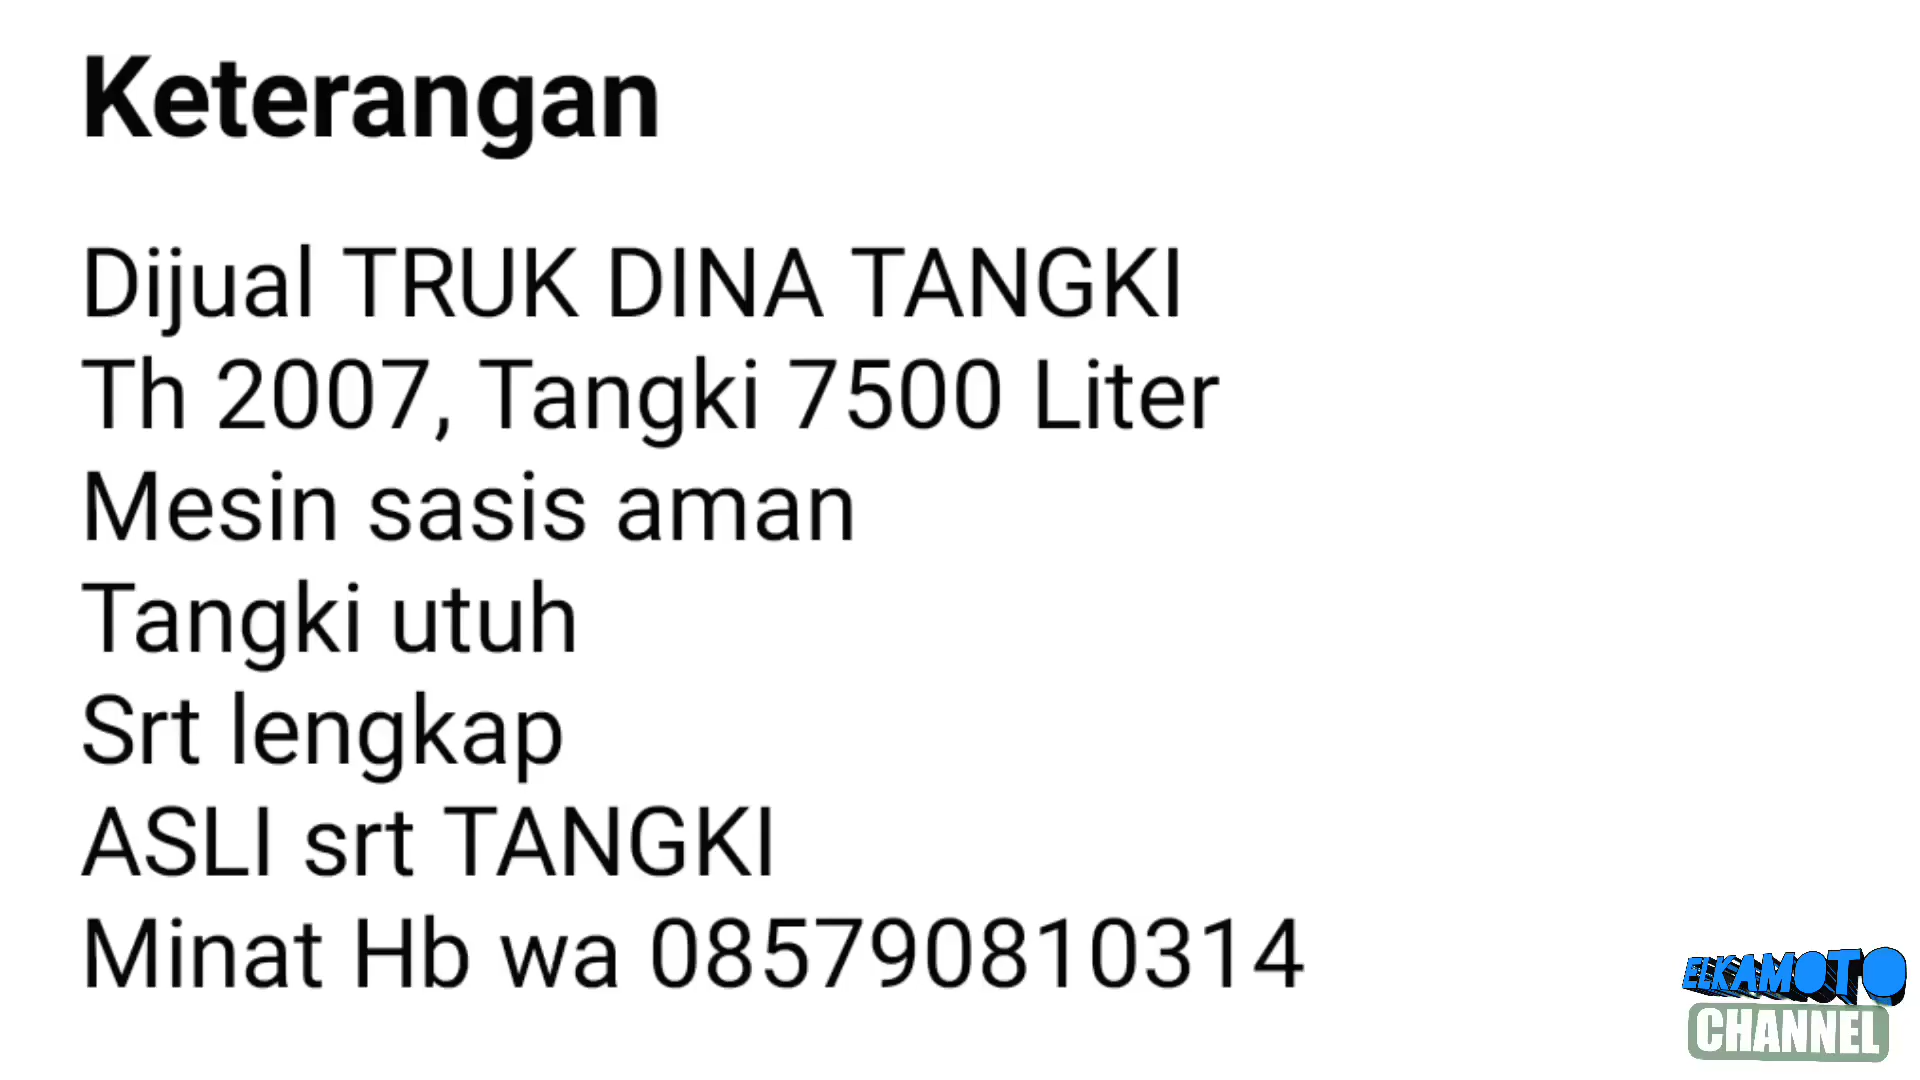 Keterangan
Dijual TRUK DINA TANGKI
Th 2007, Tangki 7500 Liter
Mesin sasis aman
Tangki utuh
Srt lengkap
ASLI srt TANGKI
Minat Hb wa 085790810314
ELKAMOTO
CHANNEL